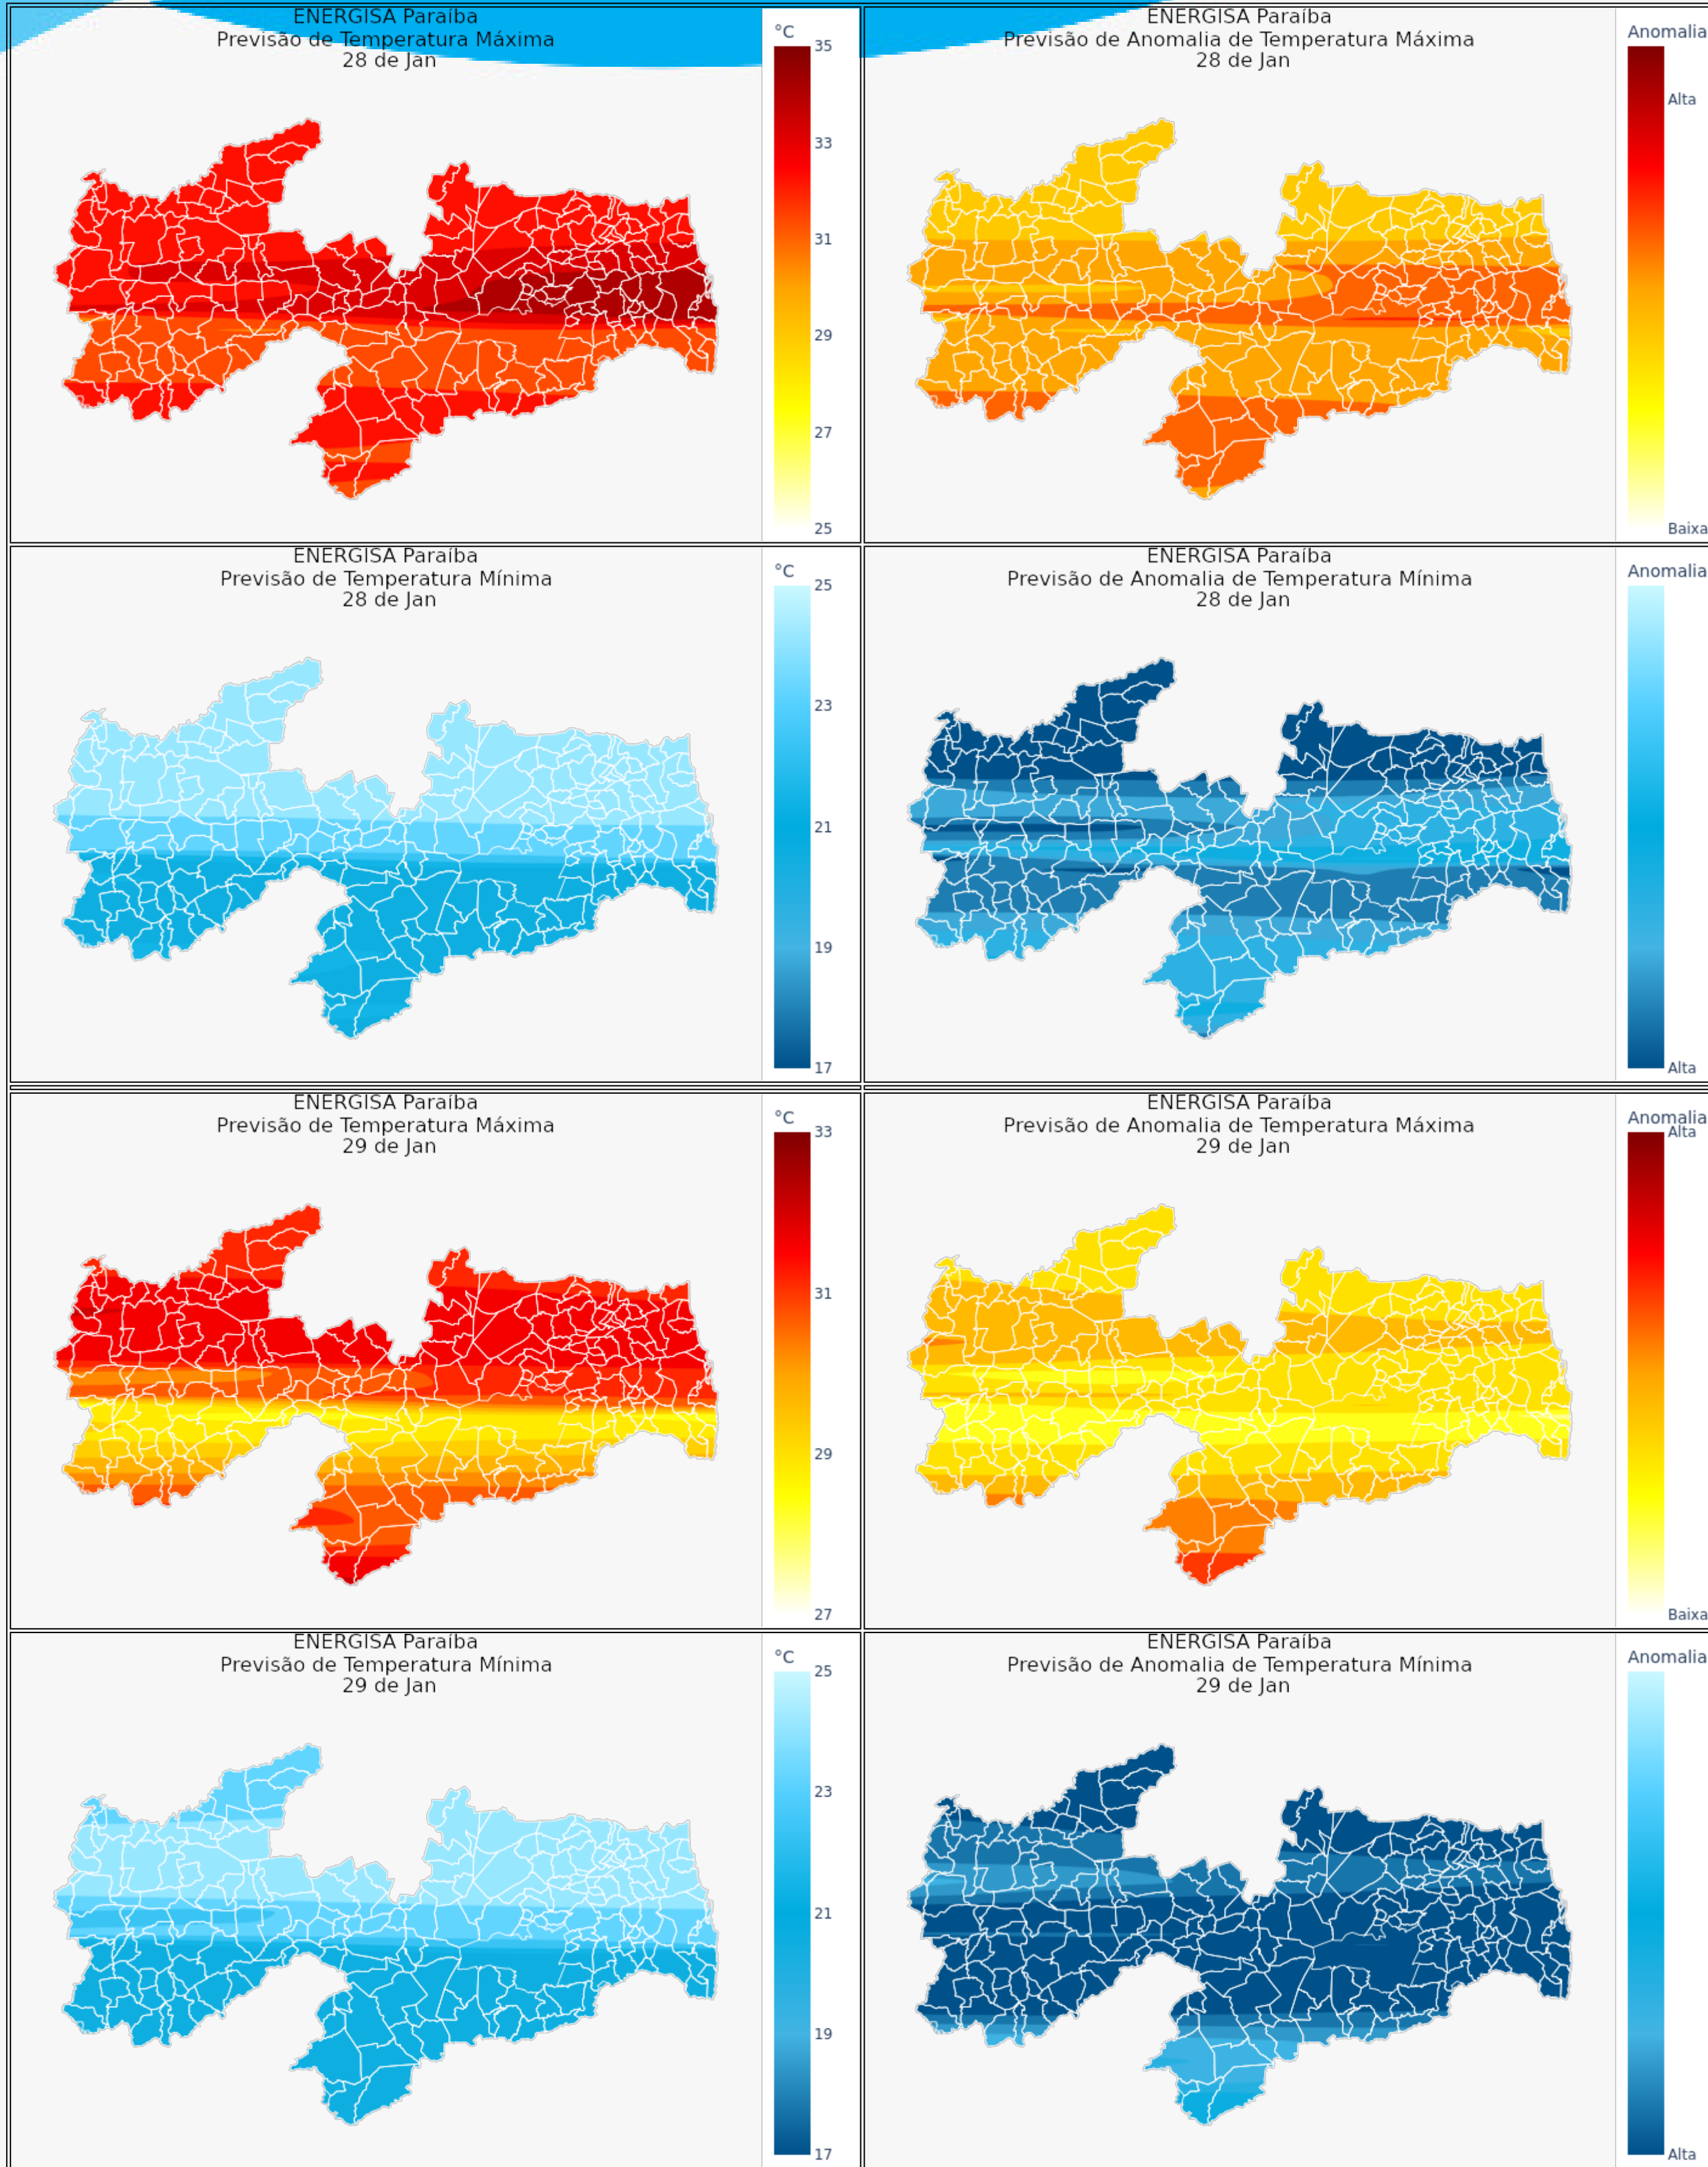 ENERGISA Paraíba
Previsão de Temperatura Máxima
28 de Jan
°C
35
33
31
29
27
25
ENERGISA Paraíba
Previsão de Anomalia de Temperatura Máxima
28 de Jan
Anomalia
Alta
Baixa
ENERGISA Paraíba
Previsão de Temperatura Mínima
28 de Jan
°C
25
23
21
19
17
ENERGISA Paraíba
Previsão de Anomalia de Temperatura Mínima
28 de Jan
Anomalia
Alta
ENERGISA Paraíba
Previsão de Temperatura Máxima
29 de Jan
°C
33
31
29
27
ENERGISA Paraíba
Previsão de Anomalia de Temperatura Máxima
29 de Jan
Anomalia
Alta
Baixa
ENERGISA Paraíba
Previsão de Temperatura Mínima
29 de Jan
°C
25
23
21
19
17
ENERGISA Paraíba
Previsão de Anomalia de Temperatura Mínima
29 de Jan
Anomalia
Alta